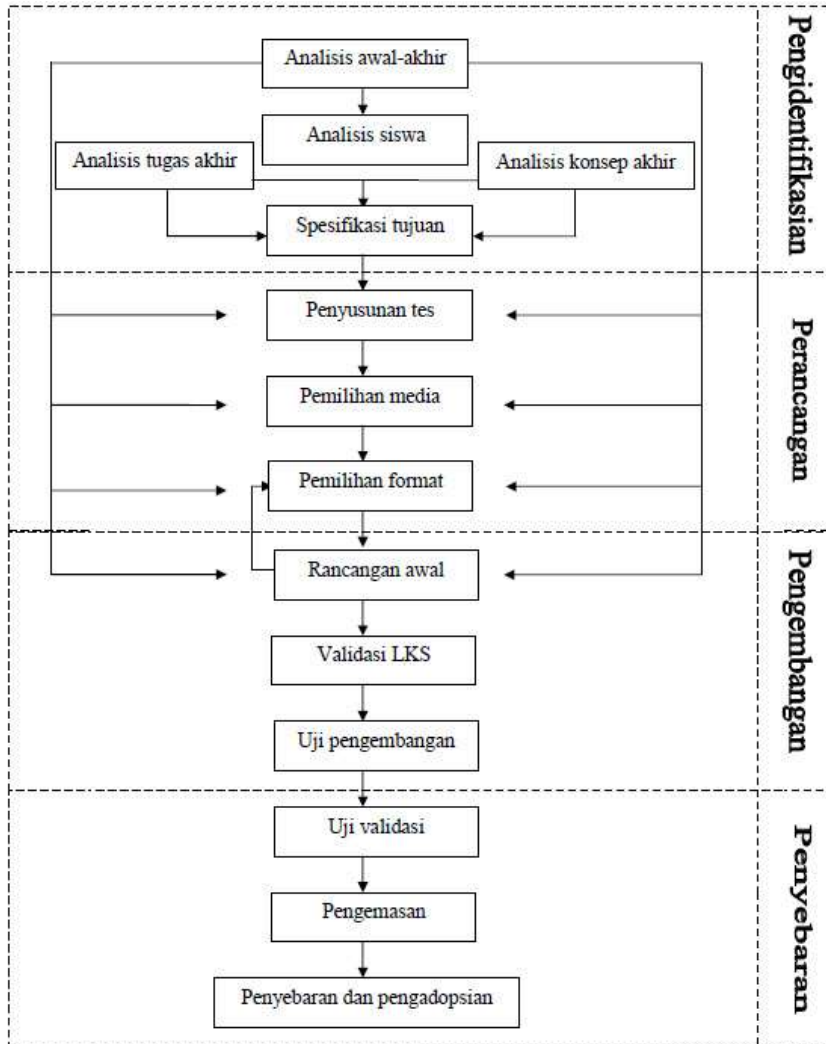 Analisis awal-akhir
Analisis siswa
Analisis tugas akhir
Analisis konsep akhir
Spesifikasi tujuan
Pengidentifikasian
Penyusunan tes
Pemilihan media
Pemilihan format
Perancangan
Rancangan awal
Validasi LKS
Uji pengembangan
Pengembangan
Uji validasi
Pengemasan
Penyebaran dan pengadopsian
Penyebaran